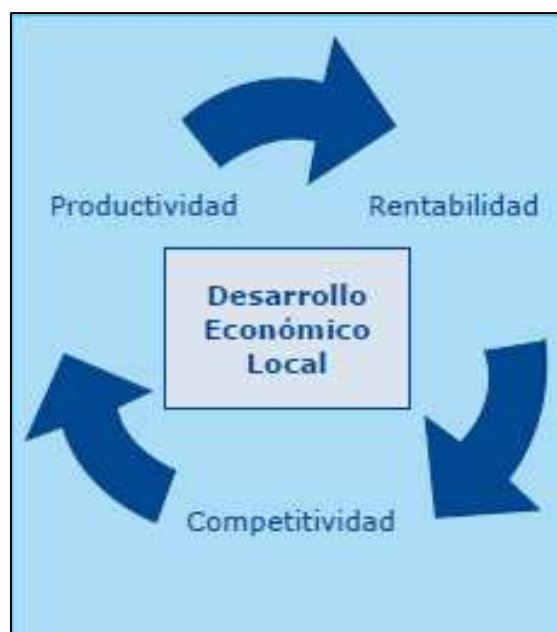 Productividad Rentabilidad
Desarrollo
Económico
Local
Competitividad